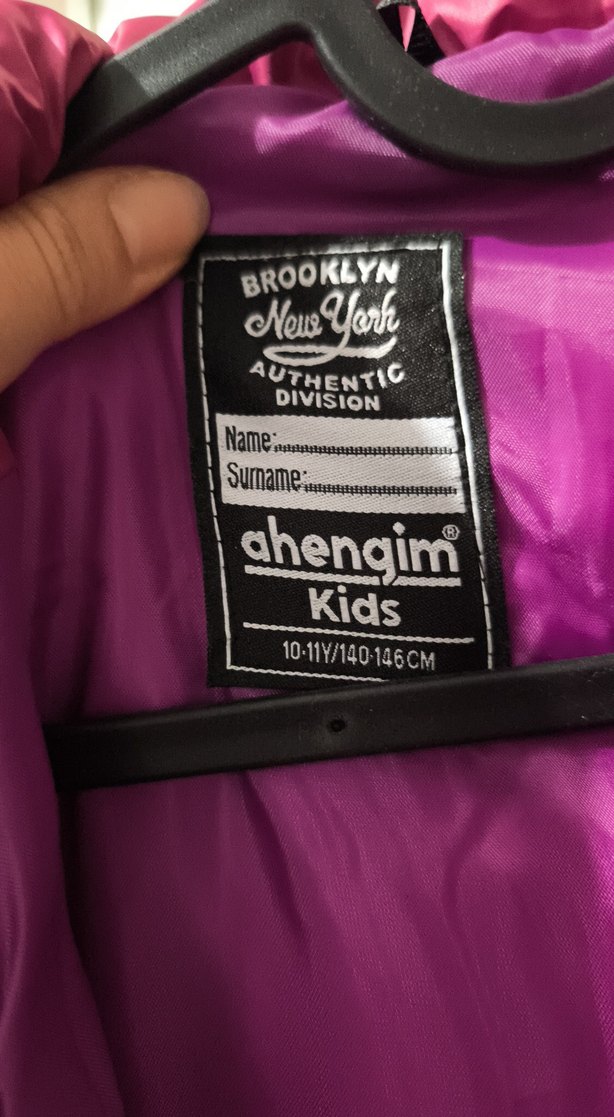 BROOKLYN
New York
AUTHENTIC
DIVISION
Name:
Surname:
ahengim®
Kids
10-11Y/140-146CM